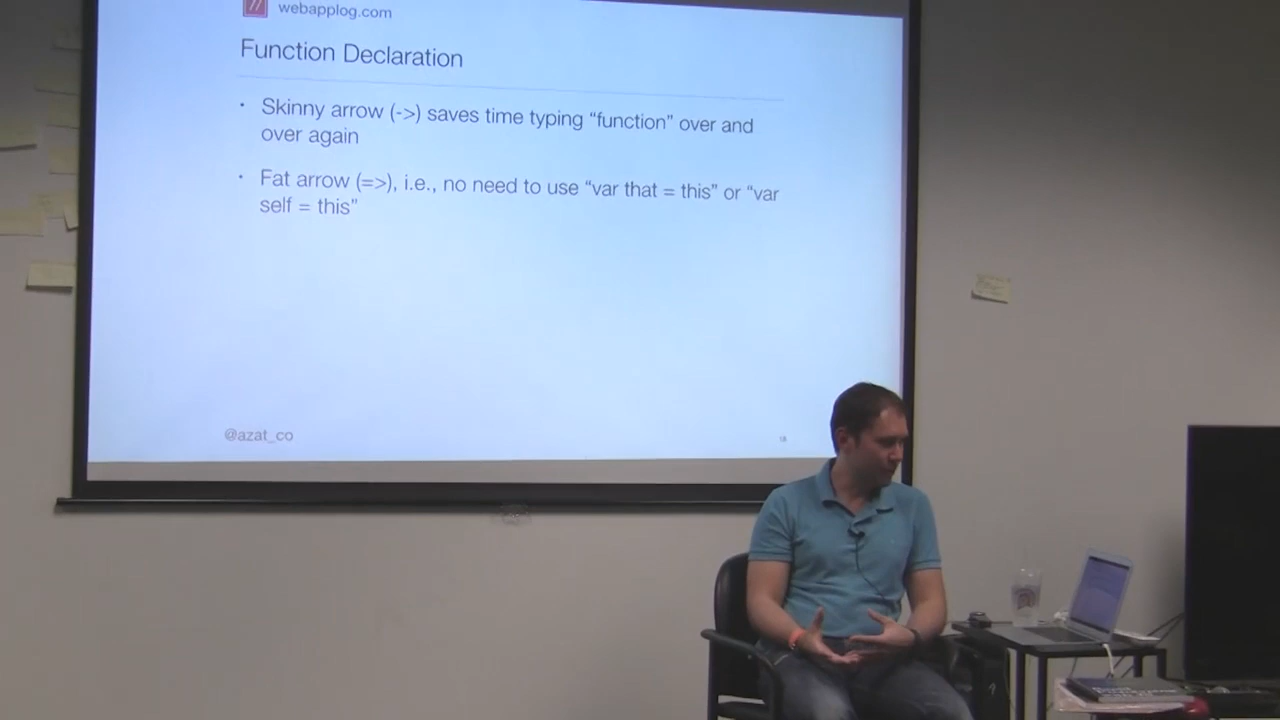 // webapplog.com
Function Declaration
• Skinny arrow (->) saves time typing “function” over and
over again
• Fat arrow (=>), i.e., no need to use “var that = this” or “var
self = this”
@azat_co